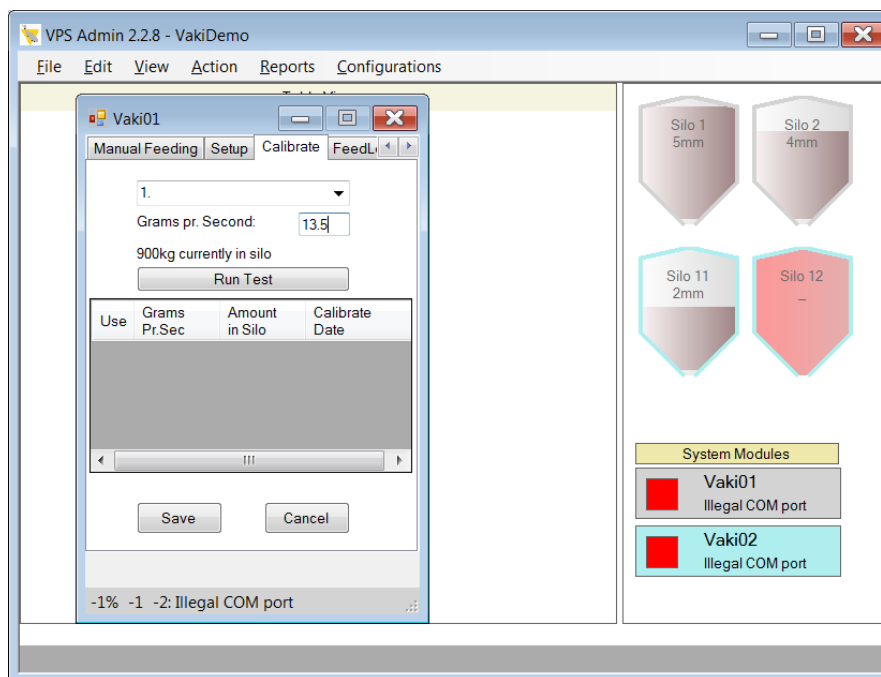 VPS Admin 2.2.8 - VakiDemo
File Edit View Action Reports Configurations
Vaki01
Manual Feeding Setup Calibrate
1.
Grams pr. Second: 13.5
900kg currently in silo
Run Test
Use Grams Pr.Sec Amount in Silo Calibrate Date
Save Cancel
-1% -1 -2: Illegal COM port
Silo 1
5mm
Silo 2
4mm
Silo 11
2mm
Silo 12
–
System Modules
Vaki01
Illegal COM port
Vaki02
Illegal COM port